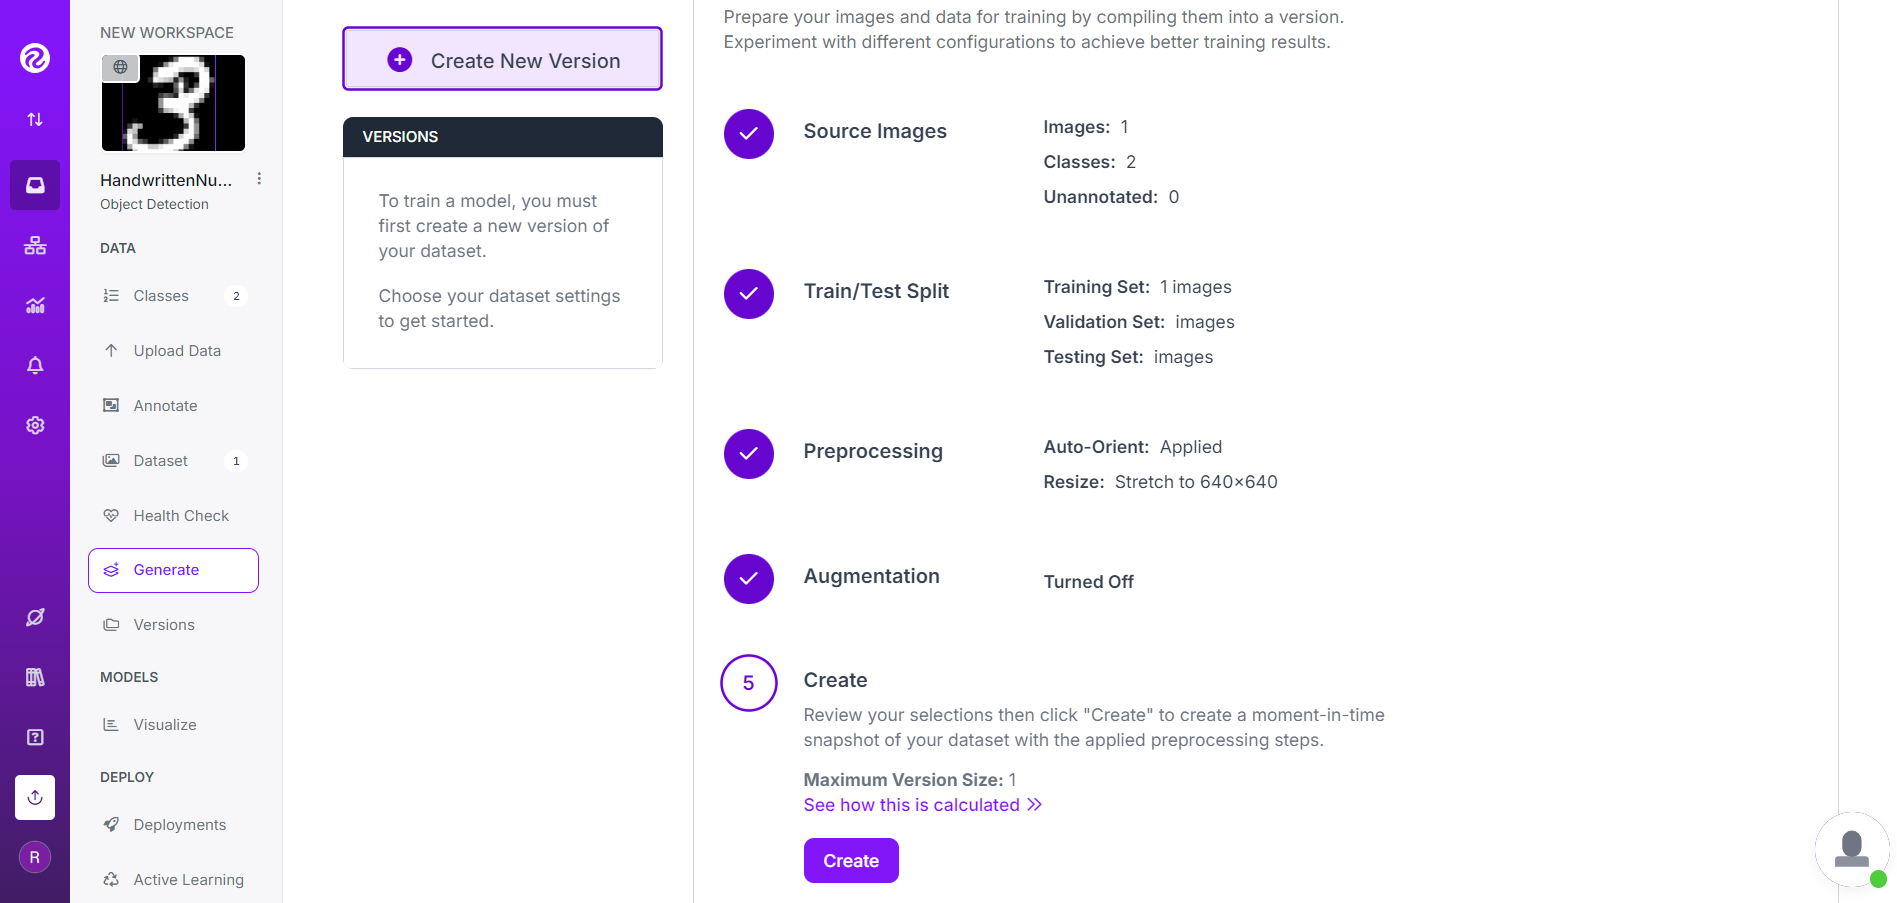 NEW WORKSPACE
HandwrittenNu...
Object Detection
DATA
Classes 2
Upload Data
Annotate
Dataset 1
Health Check
Generate
Versions
MODELS
Visualize
DEPLOY
Deployments
Active Learning
R
Create New Version
VERSIONS
To train a model, you must
first create a new version of
your dataset.
Choose your dataset settings
to get started.
Prepare your images and data for training by compiling them into a version.
Experiment with different configurations to achieve better training results.
Source Images
Images: 1
Classes: 2
Unannotated: 0
Train/Test Split
Training Set: 1 images
Validation Set: images
Testing Set: images
Preprocessing
Auto-Orient: Applied
Resize: Stretch to 640×640
Augmentation
Turned Off
5
Create
Review your selections then click "Create" to create a moment-in-time
snapshot of your dataset with the applied preprocessing steps.
Maximum Version Size: 1
See how this is calculated
Create
3